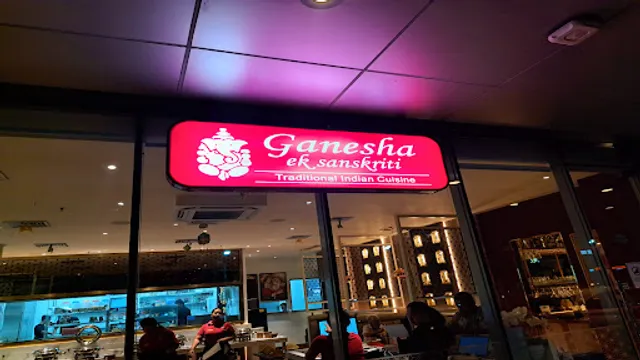 Ganesha
ek sanskriti
Traditional Indian Cuisine